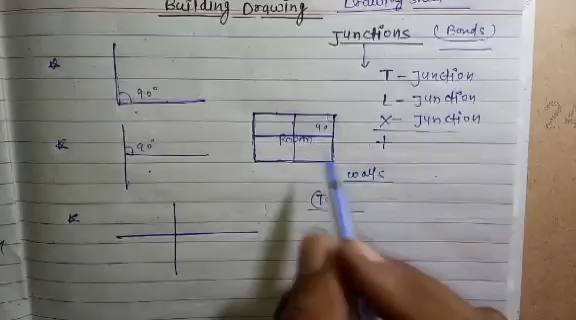 Building Drawing
Junctions (Bonds)
T - Junction
L - Junction
X - Junction
90°
90°
90°
Room
walls
(T